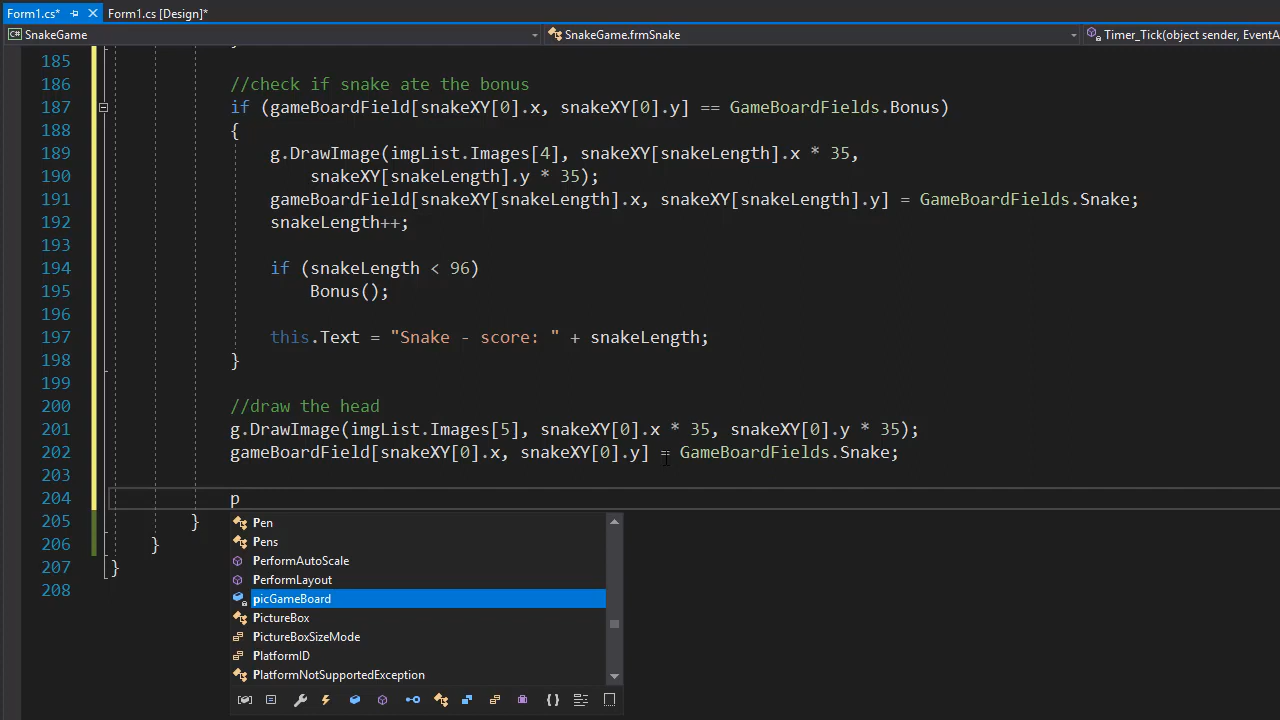 Form1.cs* Form1.cs [Design]*
C# SnakeGame SnakeGame.frmSnake Timer_Tick(object sender, EventA
185
186 //check if snake ate the bonus
187 if (gameBoardField[snakeXY[0].x, snakeXY[0].y] == GameBoardFields.Bonus)
188 {
189 g.DrawImage(imgList.Images[4], snakeXY[snakeLength].x * 35,
190 snakeXY[snakeLength].y * 35);
191 gameBoardField[snakeXY[snakeLength].x, snakeXY[snakeLength].y] = GameBoardFields.Snake;
192 snakeLength++;
193
194 if (snakeLength < 96)
195 Bonus();
196
197 this.Text = "Snake - score: " + snakeLength;
198 }
199
200 //draw the head
201 g.DrawImage(imgList.Images[5], snakeXY[0].x * 35, snakeXY[0].y * 35);
202 gameBoardField[snakeXY[0].x, snakeXY[0].y] = GameBoardFields.Snake;
203
204 p
205 }
206 }
207 }
208
Pen
Pens
PerformAutoScale
PerformLayout
picGameBoard
PictureBox
PictureBoxSizeMode
PlatformID
PlatformNotSupportedException